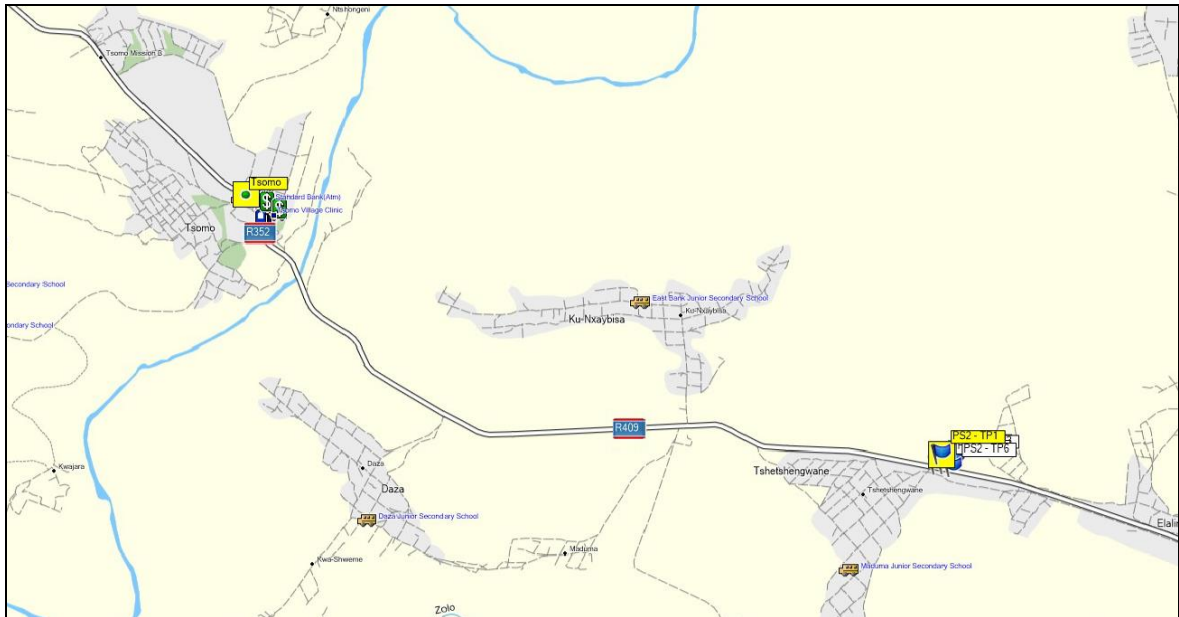 Ntshongeni
Tsomo Mission B
Tsomo
Standard Bank(Atm)
Tsomo Village Clinic
Tsomo
R352
Secondary School
ondary School
East Bank Junior Secondary School
Ku-Nxaybisa
Ku-Nxaybisa
R409
PS2 - TP1
PS2 - TP6
Kwajara
Daza
Daza
Tshetshengwane
Tshetshengwane
Daza Junior Secondary School
Elalin
Maduma
Kwa-Shweme
Maduma Junior Secondary School
Zolo